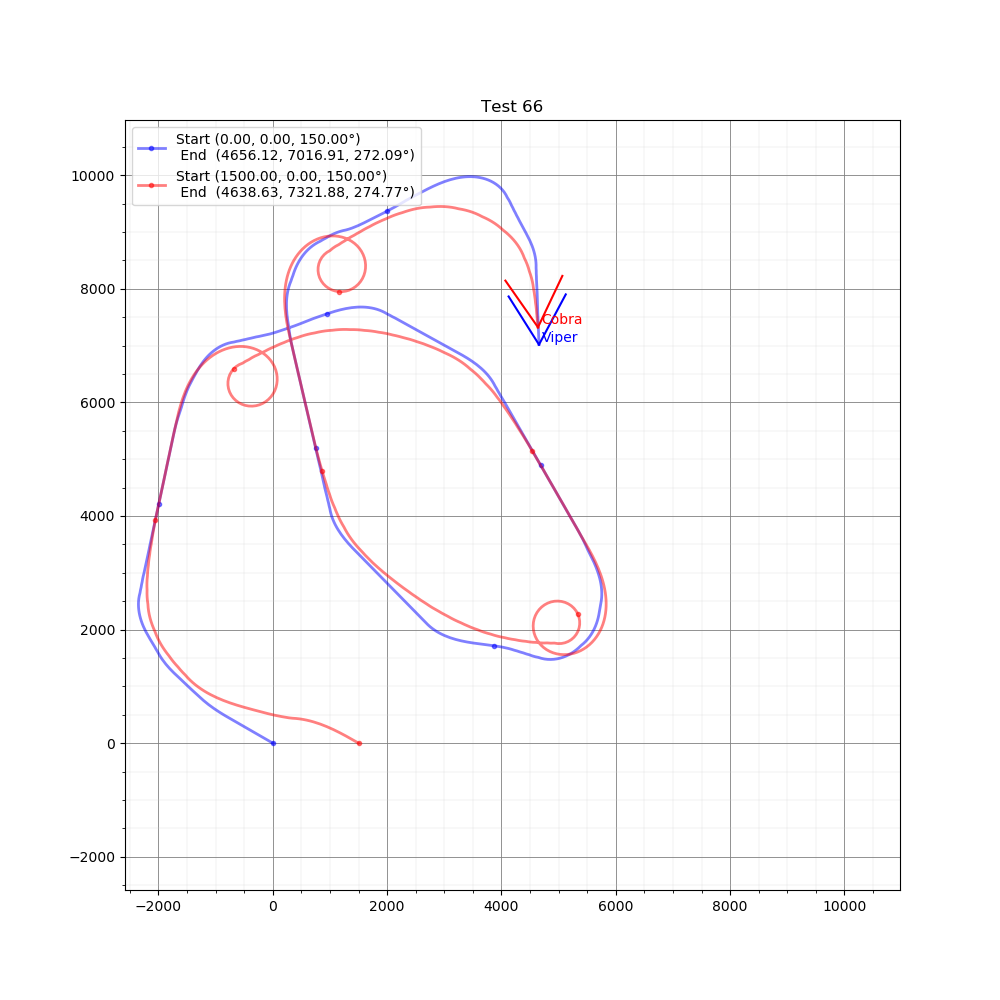 Test 66
Start (0.00, 0.00, 150.00°)
End (4656.12, 7016.91, 272.09°)
Start (1500.00, 0.00, 150.00°)
End (4638.63, 7321.88, 274.77°)
10000
8000
6000
4000
2000
0
−2000
Cobra
Viper
−2000 0 2000 4000 6000 8000 10000